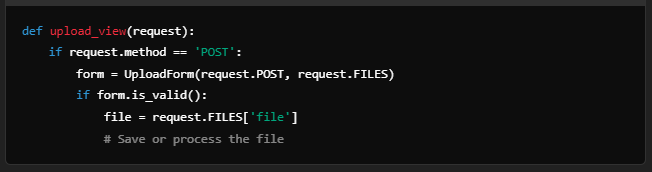 def upload_view(request):
    if request.method == 'POST':
        form = UploadForm(request.POST, request.FILES)
        if form.is_valid():
            file = request.FILES['file']
            # Save or process the file